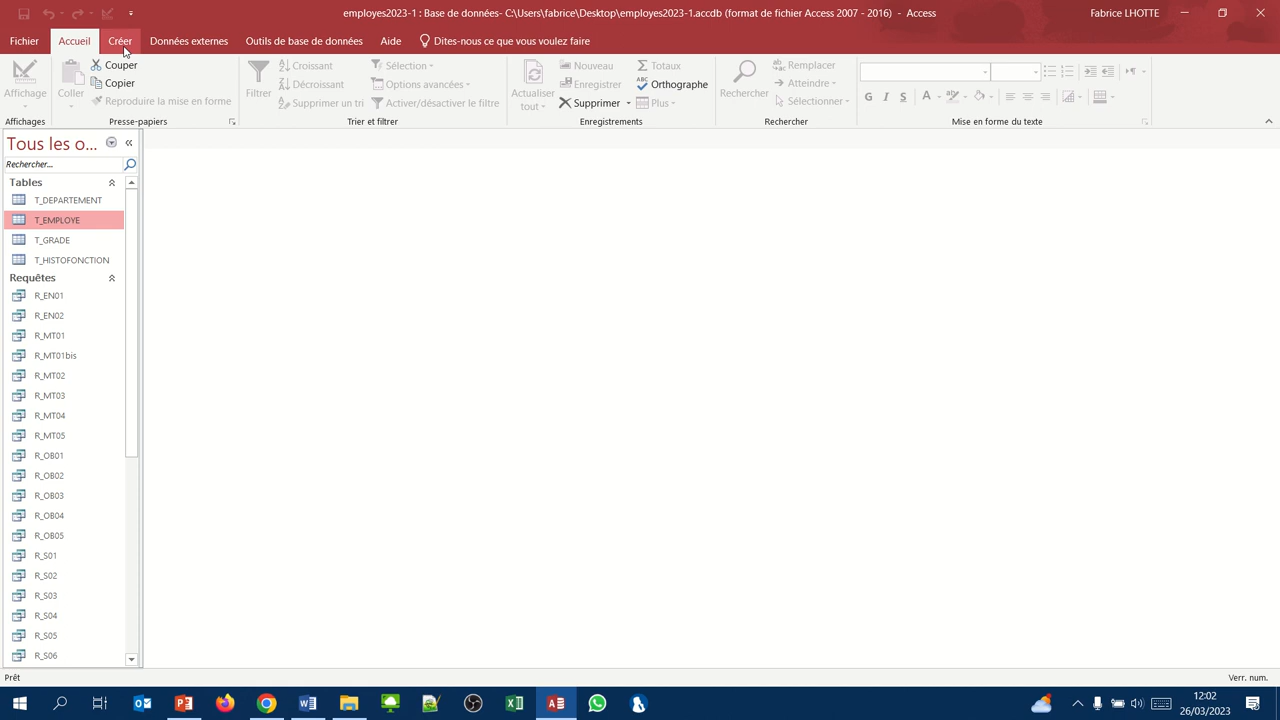 employes2023-1 : Base de données- C:\Users\fabrice\Desktop\employes2023-1.accdb (format de fichier Access 2007 - 2016) - Access
Fabrice LHOTTE
Fichier Accueil Créer Données externes Outils de base de données Aide Dites-nous ce que vous voulez faire
Affichage
Coller
Couper
Copier
Reproduire la mise en forme
Filtrer
Croissant
Décroissant
Supprimer un tri
Sélection
Options avancées
Activer/désactiver le filtre
Actualiser
tout
Nouveau
Enregistrer
Supprimer
Totaux
Orthographe
Plus
Rechercher
Remplacer
Atteindre
Sélectionner
G I S A
Affichages Presse-papiers Trier et filtrer Enregistrements Rechercher Mise en forme du texte
Tous les o...
Rechercher...
Tables
T_DEPARTEMENT
T_EMPLOYE
T_GRADE
T_HISTOFONCTION
Requêtes
R_EN01
R_EN02
R_MT01
R_MT01bis
R_MT02
R_MT03
R_MT04
R_MT05
R_OB01
R_OB02
R_OB03
R_OB04
R_OB05
R_S01
R_S02
R_S03
R_S04
R_S05
R_S06
Prêt
Verr. num.
12:02
26/03/2023